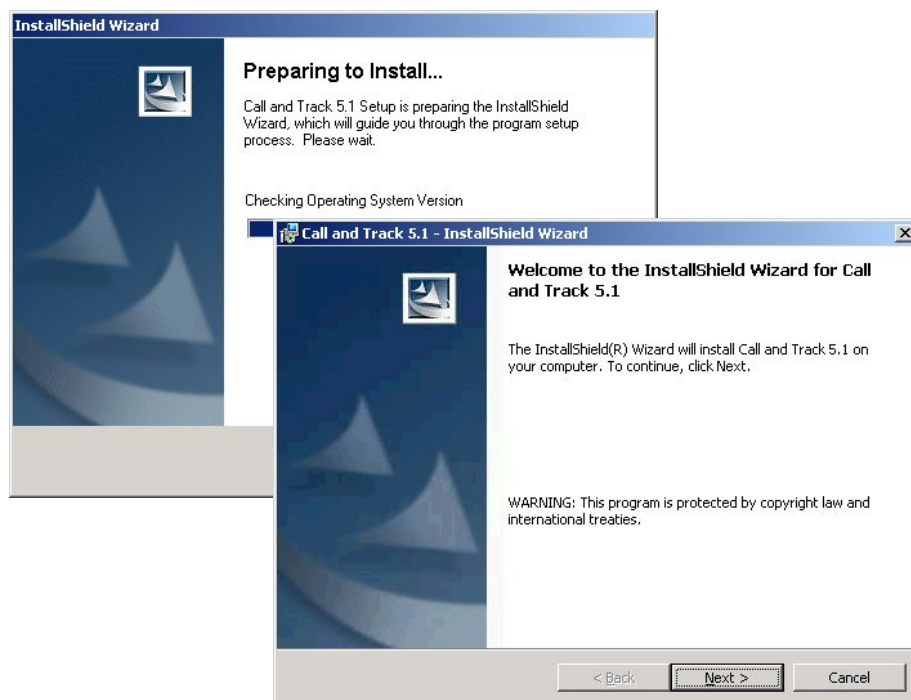 InstallShield Wizard
Preparing to Install...
Call and Track 5.1 Setup is preparing the InstallShield
Wizard, which will guide you through the program setup
process. Please wait.
Checking Operating System Version
Call and Track 5.1 - InstallShield Wizard
Welcome to the InstallShield Wizard for Call
and Track 5.1
The InstallShield(R) Wizard will install Call and Track 5.1 on
your computer. To continue, click Next.
WARNING: This program is protected by copyright law and
international treaties.
< Back Next > Cancel